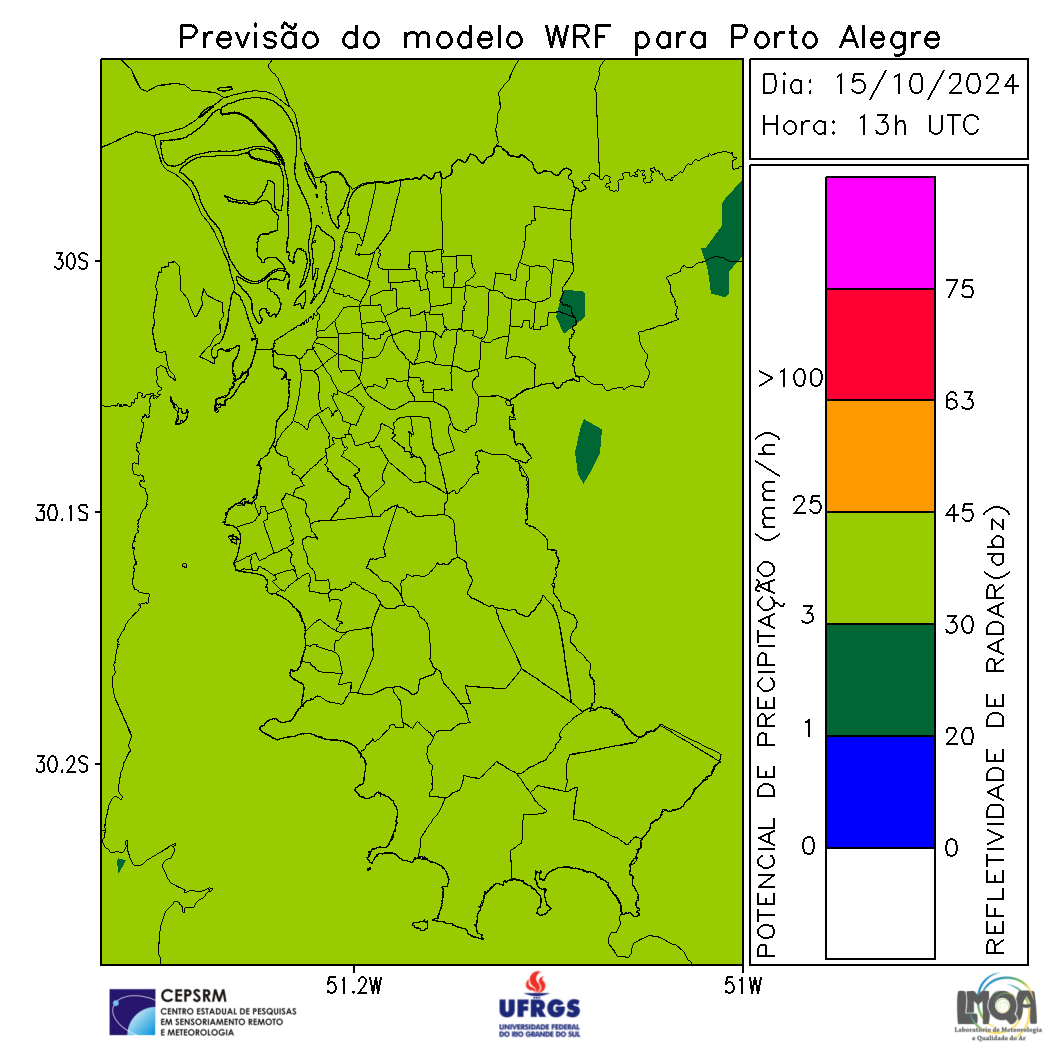 Previsão do modelo WRF para Porto Alegre
Dia: 15/10/2024
Hora: 13h UTC
30S
30.1S
30.2S
51.2W
51W
POTENCIAL DE PRECIPITAÇÃO (mm/h)
>100
25
3
1
0
75
63
45
30
20
0
REFLETIVIDADE DE RADAR(dbz)
CEPSRM
CENTRO ESTADUAL DE PESQUISAS
EM SENSORIAMENTO REMOTO
E METEOROLOGIA
UFRGS
UNIVERSIDADE FEDERAL
DO RIO GRANDE DO SUL
LMQA
Laboratório de Meteorologia
e Qualidade do Ar